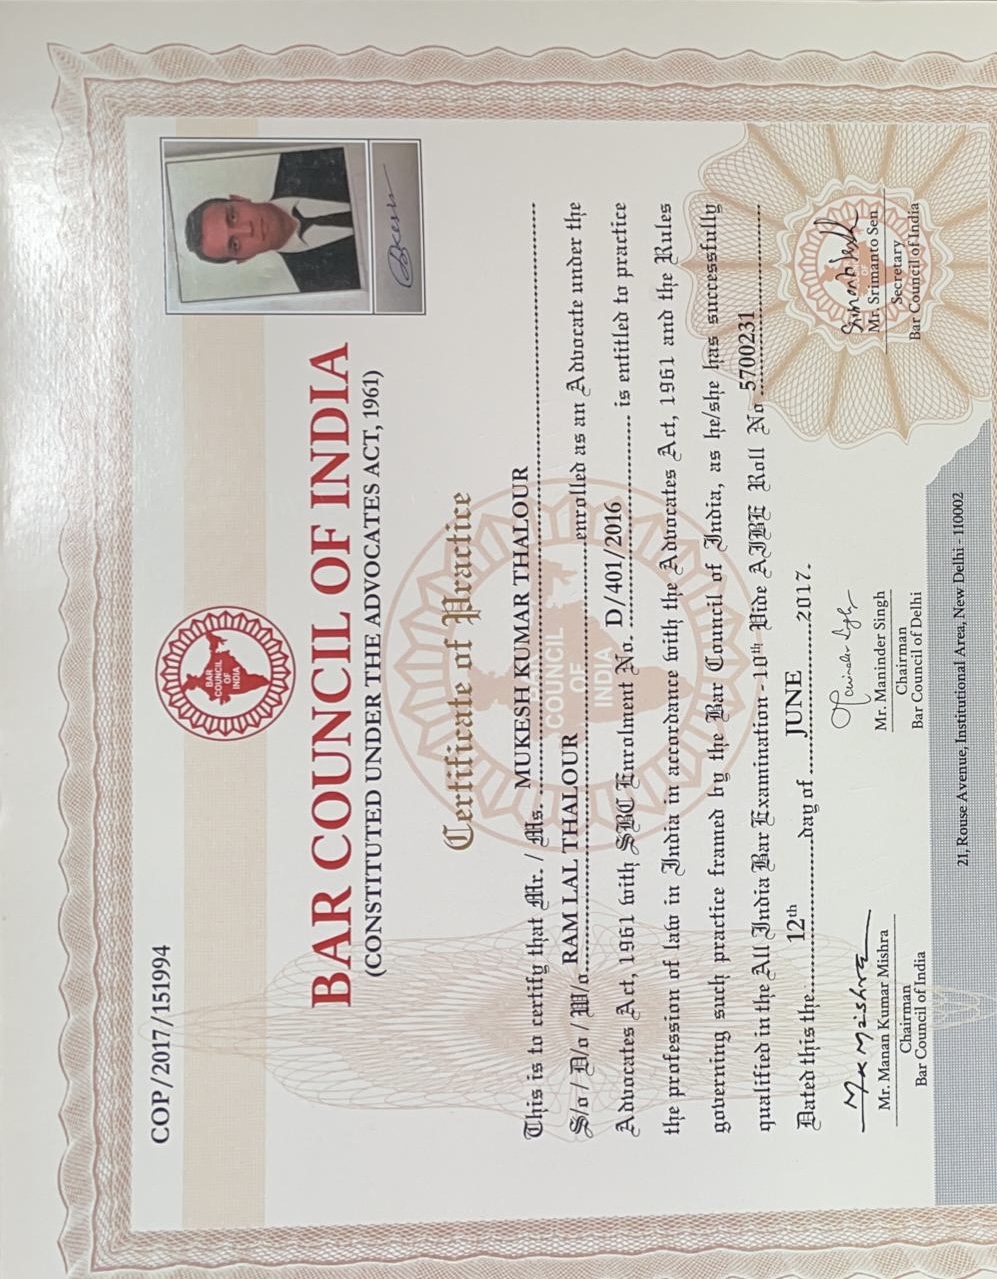 COP/2017/151994
BAR COUNCIL OF INDIA
BAR COUNCIL OF INDIA
(CONSTITUTED UNDER THE ADVOCATES ACT, 1961)
Certificate of Practice
This is to certify that Mr. / Ms. MUKESH KUMAR THALOUR
S/o / D/o / W/o. RAM LAL THALOUR enrolled as an Advocate under the
Advocates Act, 1961 with SBC Enrolment No. D/401/2016 is entitled to practice
the profession of law in India in accordance with the Advocates Act, 1961 and the Rules
governing such practice framed by the Bar Council of India, as he/she has successfully
qualified in the All India Bar Examination - 10th Vide AIBE Roll No 5700231
Dated this the 12th day of JUNE 2017.
BAR COUNCIL OF INDIA
Mr. Manan Kumar Mishra
Chairman
Bar Council of India
Mr. Maninder Singh
Chairman
Bar Council of Delhi
Mr. Srimanto Sen
Secretary
Bar Council of India
21, Rouse Avenue, Institutional Area, New Delhi - 110002